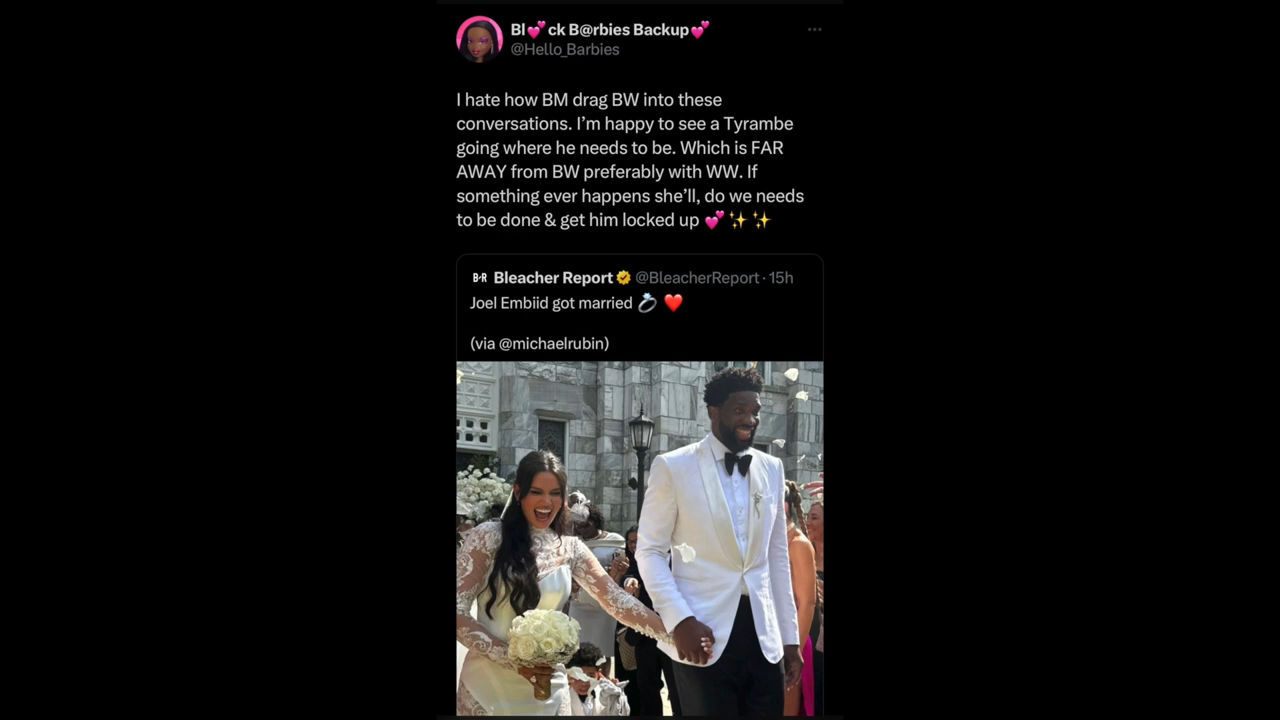 Bl💕ck B@rbies Backup💕
@Hello_Barbies
I hate how BM drag BW into these
conversations. I’m happy to see a Tyrambe
going where he needs to be. Which is FAR
AWAY from BW preferably with WW. If
something ever happens she’ll, do we needs
to be done & get him locked up 💕✨✨
B/R Bleacher Report @BleacherReport · 15h
Joel Embiid got married 💍 ❤️
(via @michaelrubin)